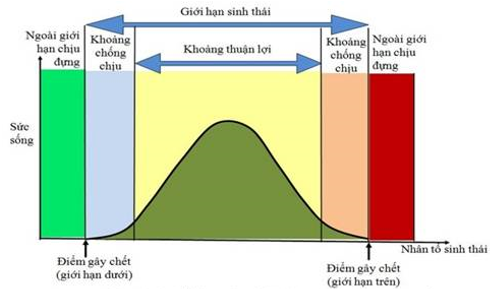 Giới hạn sinh thái
Ngoài giới
hạn chịu
đựng
Khoảng
chống
chịu
Khoảng thuận lợi
Khoảng
chống
chịu
Ngoài giới
hạn chịu
đựng
Sức
sống
Nhân tố sinh thái
Điểm gây chết
(giới hạn dưới)
Điểm gây chết
(giới hạn trên)